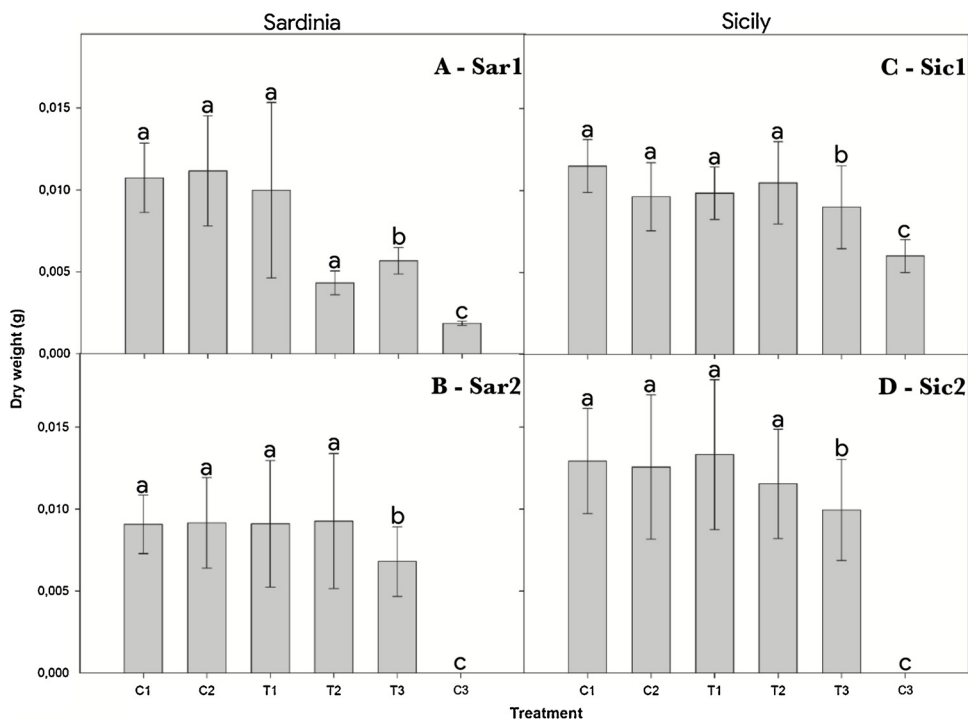 Sardinia
Sicily
A - Sar1
C - Sic1
Dry weight (g)
0,015
0,010
0,005
0,000
a
a
a
a
b
c
a
a
a
a
b
c
B - Sar2
D - Sic2
0,015
0,010
0,005
0,000
a
a
a
a
b
c
a
a
a
a
b
c
C1 C2 T1 T2 T3 C3
C1 C2 T1 T2 T3 C3
Treatment